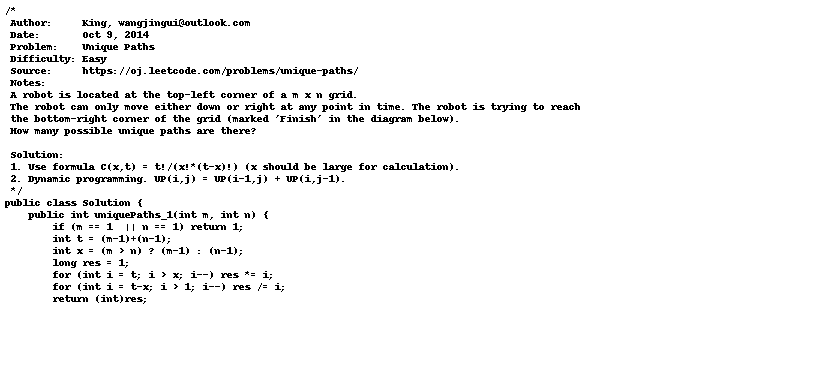 /*
 Author:     King, wangjingui@outlook.com
 Date:       Oct 9, 2014
 Problem:    Unique Paths
 Difficulty: Easy
 Source:     https://oj.leetcode.com/problems/unique-paths/
 Notes:
 A robot is located at the top-left corner of a m x n grid.
 The robot can only move either down or right at any point in time. The robot is trying to reach
 the bottom-right corner of the grid (marked 'Finish' in the diagram below).
 How many possible unique paths are there?

 Solution:
 1. Use formula C(x,t) = t!/(x!*(t-x)!) (x should be large for calculation).
 2. Dynamic programming. UP(i,j) = UP(i-1,j) + UP(i,j-1).
 */
public class Solution {
    public int uniquePaths_1(int m, int n) {
        if (m == 1  || n == 1) return 1;
        int t = (m-1)+(n-1);
        int x = (m > n) ? (m-1) : (n-1);
        long res = 1;
        for (int i = t; i > x; i--) res *= i;
        for (int i = t-x; i > 1; i--) res /= i;
        return (int)res;